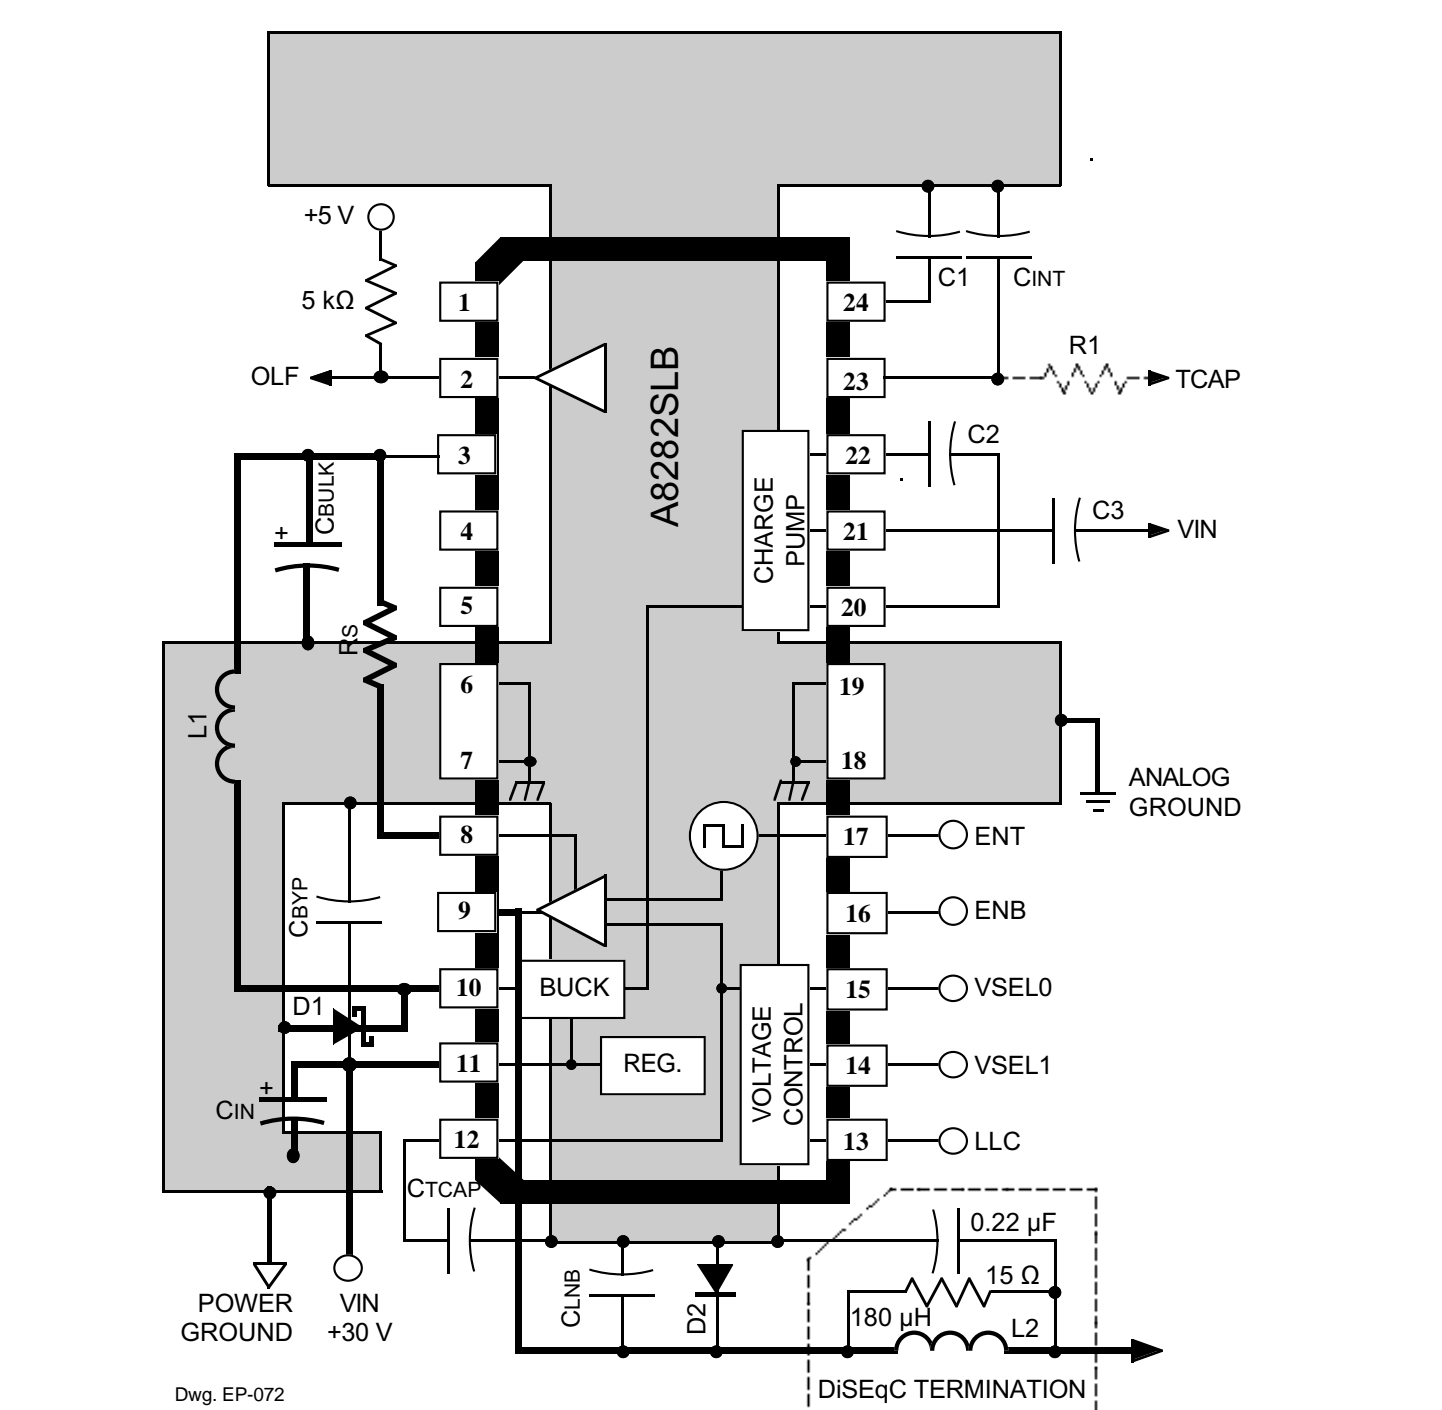 +5 V
5 kΩ
OLF
C1
CINT
R1
TCAP
C2
C3
VIN
1
2
3
4
5
6
7
8
9
10
11
12
24
23
22
21
20
19
18
17
16
15
14
13
A8282SLB
CHARGE
PUMP
CBULK
+
RS
L1
ANALOG
GROUND
ENT
ENB
VSEL0
VSEL1
LLC
CBYP
D1
BUCK
REG.
VOLTAGE
CONTROL
+
CIN
CTCAP
POWER
GROUND
VIN
+30 V
CLNB
D2
0.22 µF
15 Ω
180 µH
L2
DiSEqC TERMINATION
Dwg. EP-072